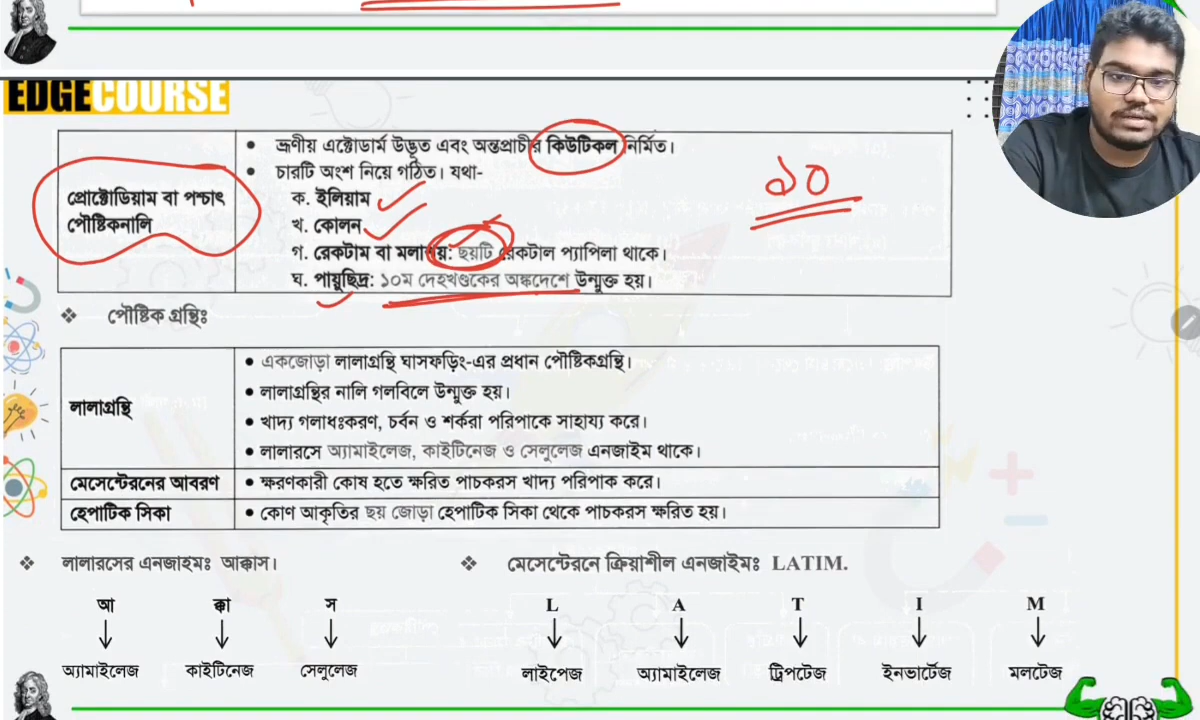 EDGECOURSE
প্রোক্টোডিয়াম বা পশ্চাৎ
পৌষ্টিকনালি
• ভ্রূণীয় এক্টোডার্ম উদ্ভূত এবং অন্তপ্রাচীর কিউটিকল নির্মিত।
• চারটি অংশ নিয়ে গঠিত। যথা-
ক. ইলিয়াম
খ. কোলন
গ. রেকটাম বা মলাশয়: ছয়টি রেকটাল প্যাপিলা থাকে।
ঘ. পায়ুছিদ্র: ১০ম দেহখণ্ডকের অঙ্কদেশে উন্মুক্ত হয়।
১০
❖ পৌষ্টিক গ্রন্থিঃ
লালাগ্রন্থি
• একজোড়া লালাগ্রন্থি ঘাসফড়িং-এর প্রধান পৌষ্টিকগ্রন্থি।
• লালাগ্রন্থির নালি গলবিলে উন্মুক্ত হয়।
• খাদ্য গলাধঃকরণ, চর্বন ও শর্করা পরিপাকে সাহায্য করে।
• লালারসে অ্যামাইলেজ, কাইটিনেজ ও সেলুলেজ এনজাইম থাকে।
মেসেন্টেরনের আবরণ • ক্ষরণকারী কোষ হতে ক্ষরিত পাচকরস খাদ্য পরিপাক করে।
হেপাটিক সিকা • কোণ আকৃতির ছয় জোড়া হেপাটিক সিকা থেকে পাচকরস ক্ষরিত হয়।
❖ লালারসের এনজাইমঃ আক্কাস।
❖ মেসেন্টেরনে ক্রিয়াশীল এনজাইমঃ LATIM.
আ ক্কা স
L A T I M
অ্যামাইলেজ কাইটিনেজ সেলুলেজ
লাইপেজ অ্যামাইলেজ ট্রিপটেজ ইনভার্টেজ মলটেজ